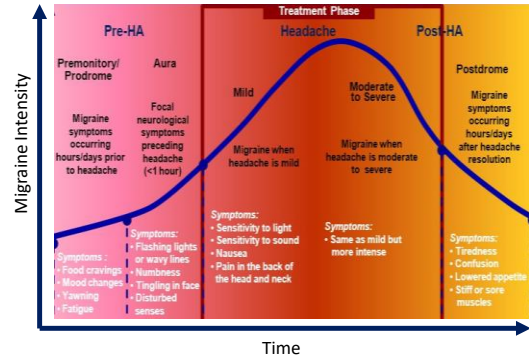 Treatment Phase
Pre-HA
Headache
Post-HA
Premonitory/
Prodrome
Migraine
symptoms
occurring
hours/days prior
to headache
Symptoms :
• Food cravings
• Mood changes
• Yawning
• Fatigue
Aura
Focal
neurological
symptoms
preceding
headache
(<1 hour)
Symptoms:
• Flashing lights
or wavy lines
• Numbness
• Tingling in face
• Disturbed
senses
Mild
Migraine when
headache is mild
Symptoms:
• Sensitivity to light
• Sensitivity to sound
• Nausea
• Pain in the back of
the head and neck
Moderate
to Severe
Migraine when
headache is moderate
to severe
Symptoms:
• Same as mild but
more intense
Postdrome
Migraine
symptoms
occurring
hours/days
after headache
resolution
Symptoms:
• Tiredness
• Confusion
• Lowered appetite
• Stiff or sore
muscles
Migraine Intensity
Time